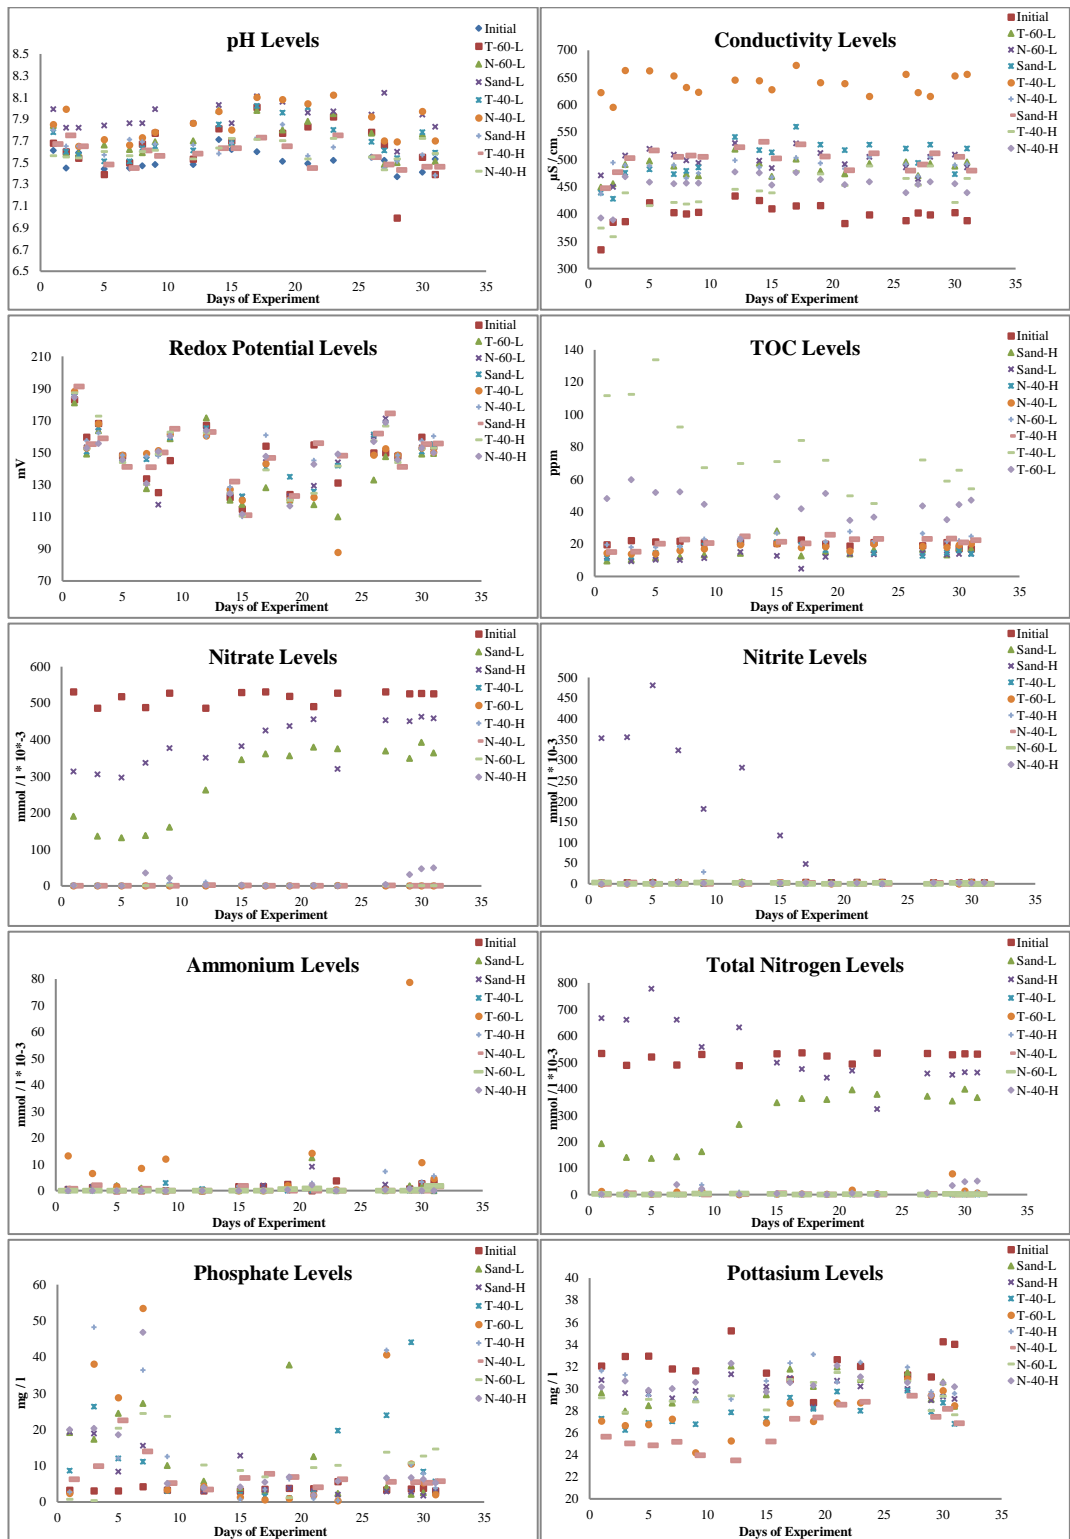 pH Levels
8.5
8.3
8.1
7.9
7.7
7.5
7.3
7.1
6.9
6.7
6.5
0 5 10 15 20 25 30 35
Days of Experiment
Initial
T-60-L
N-60-L
Sand-L
T-40-L
N-40-L
Sand-H
T-40-H
N-40-H
Conductivity Levels
700
650
600
550
500
450
400
350
300
µS / cm
0 5 10 15 20 25 30 35
Days of Experiment
Initial
T-60-L
N-60-L
Sand-L
T-40-L
N-40-L
Sand-H
T-40-H
N-40-H
Redox Potential Levels
210
190
170
150
130
110
90
70
mV
0 5 10 15 20 25 30 35
Days of Experiment
Initial
T-60-L
N-60-L
Sand-L
T-40-L
N-40-L
Sand-H
T-40-H
N-40-H
TOC Levels
140
120
100
80
60
40
20
0
ppm
0 5 10 15 20 25 30 35
Days of Experiment
Initial
Sand-H
Sand-L
N-40-H
N-40-L
N-60-L
T-40-H
T-40-L
T-60-L
Nitrate Levels
600
500
400
300
200
100
0
mmol / l * 10*-3
0 5 10 15 20 25 30 35
Days of Experiment
Initial
Sand-L
Sand-H
T-40-L
T-60-L
T-40-H
N-40-L
N-60-L
N-40-H
Nitrite Levels
500
450
400
350
300
250
200
150
100
50
0
mmol / l * 10-3
0 5 10 15 20 25 30 35
Days of Experiment
Initial
Sand-L
Sand-H
T-40-L
T-60-L
T-40-H
N-40-L
N-60-L
N-40-H
Ammonium Levels
80
70
60
50
40
30
20
10
0
mmol / l * 10-3
0 5 10 15 20 25 30 35
Days of Experiment
Initial
Sand-L
Sand-H
T-40-L
T-60-L
T-40-H
N-40-L
N-60-L
N-40-H
Total Nitrogen Levels
800
700
600
500
400
300
200
100
0
mmol / l *10-3
0 5 10 15 20 25 30 35
Days of Experiment
Initial
Sand-L
Sand-H
T-40-L
T-60-L
T-40-H
N-40-L
N-60-L
N-40-H
Phosphate Levels
60
50
40
30
20
10
0
mg / l
0 5 10 15 20 25 30 35
Days of Experiment
Initial
Sand-L
Sand-H
T-40-L
T-60-L
T-40-H
N-40-L
N-60-L
N-40-H
Pottasium Levels
40
38
36
34
32
30
28
26
24
22
20
mg / l
0 5 10 15 20 25 30 35
Days of Experiment
Initial
Sand-L
Sand-H
T-40-L
T-60-L
T-40-H
N-40-L
N-60-L
N-40-H